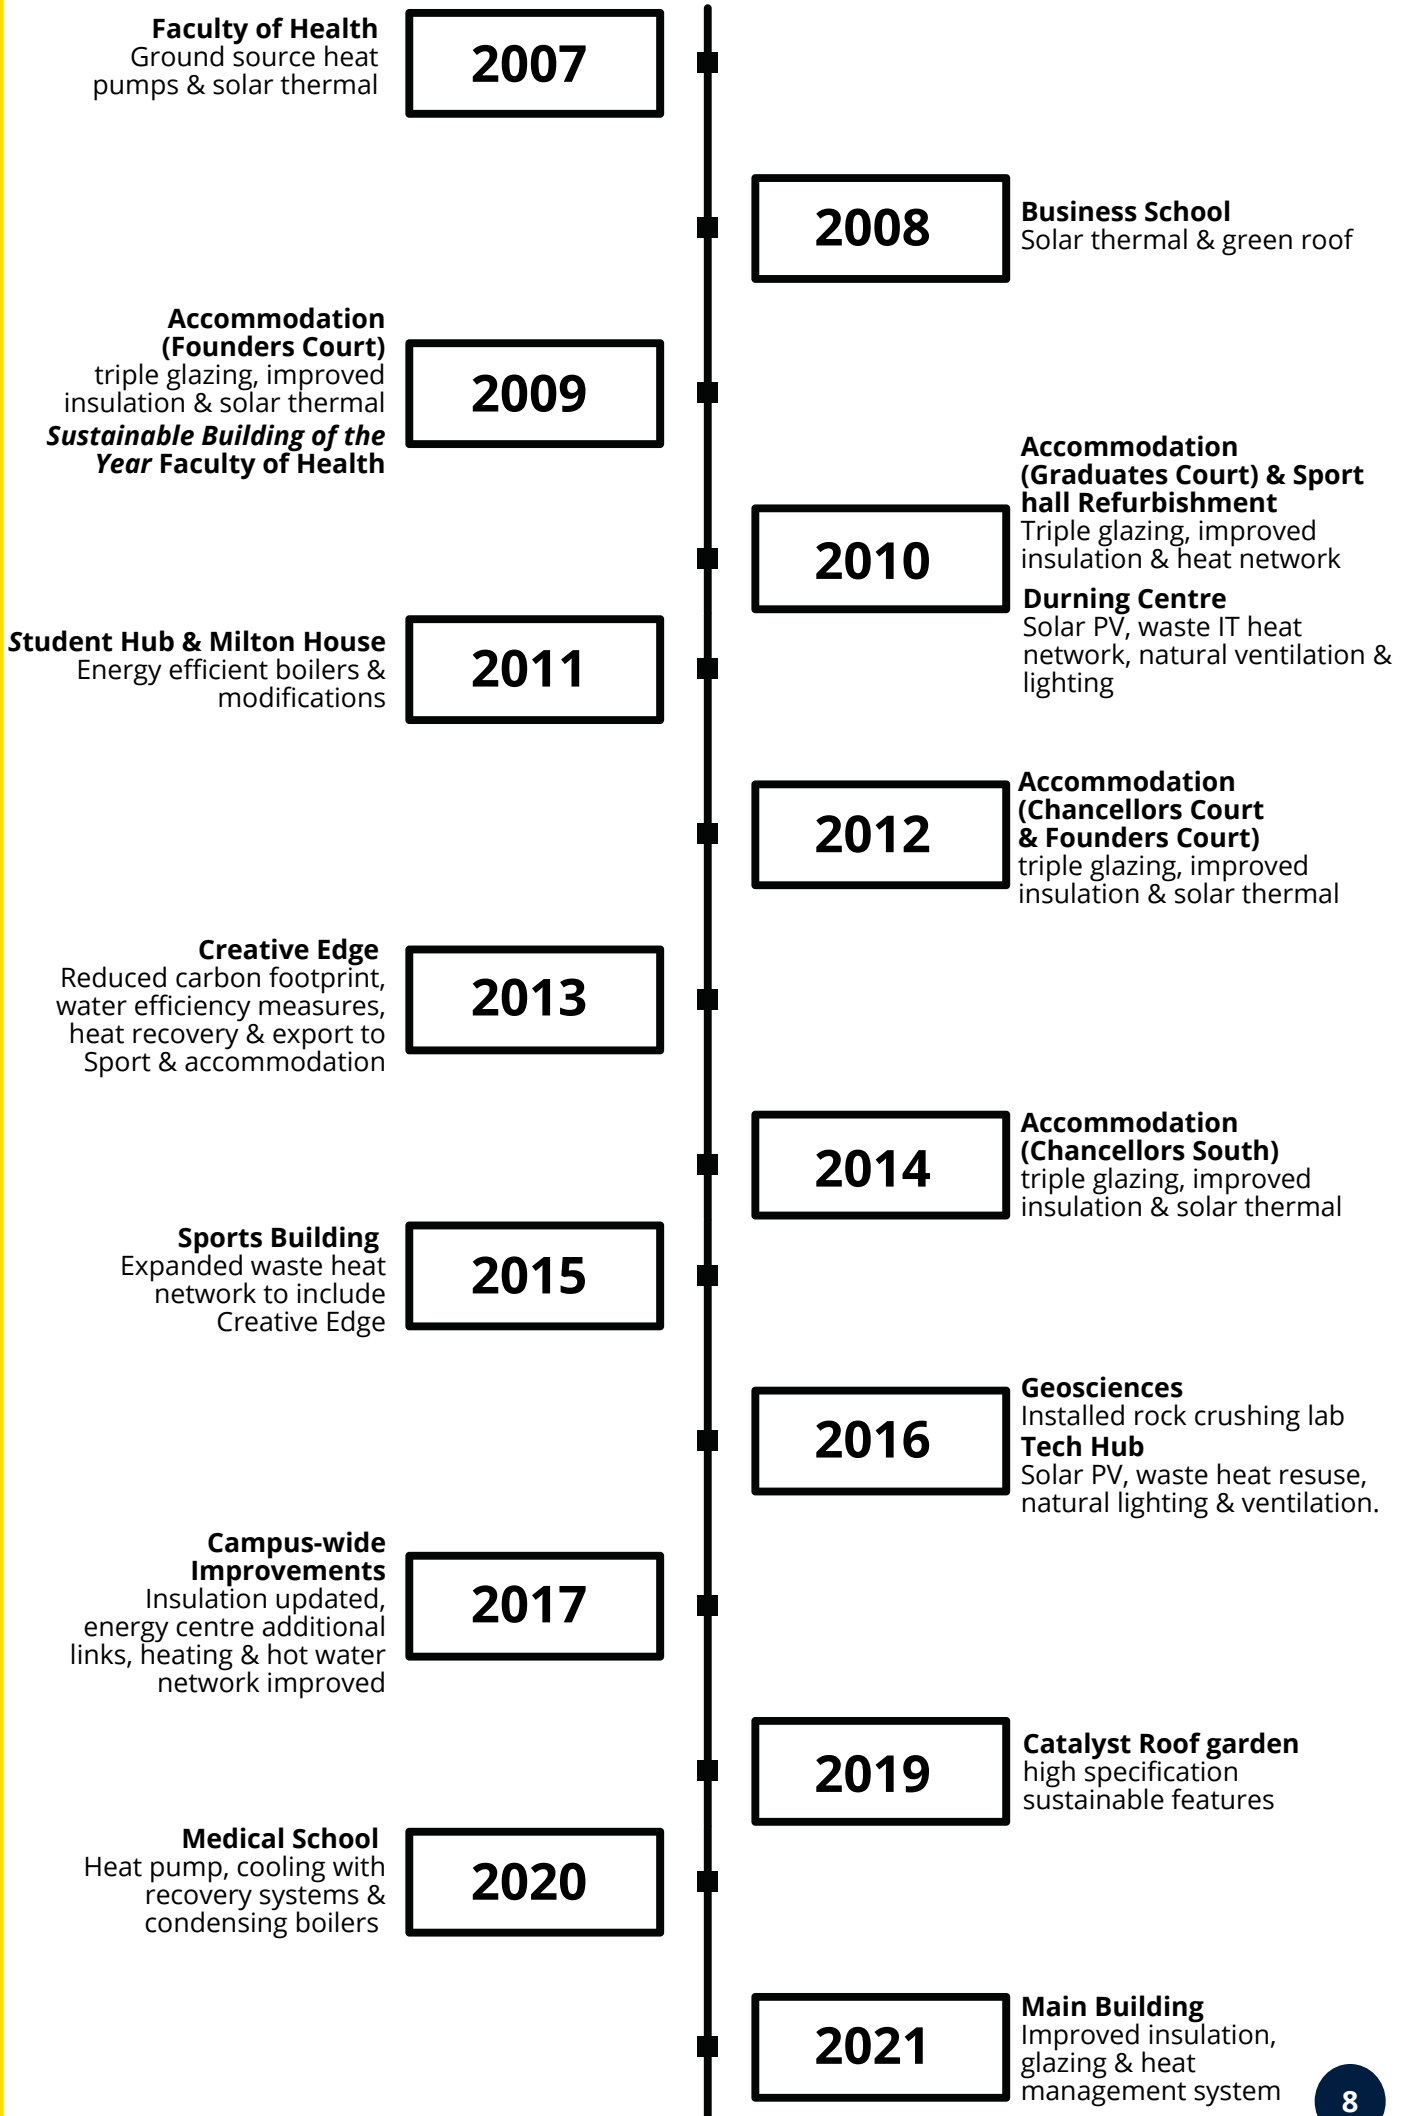 Faculty of Health
Ground source heat
pumps & solar thermal
2007
2008
Business School
Solar thermal & green roof
Accommodation
(Founders Court)
triple glazing, improved
insulation & solar thermal
Sustainable Building of the
Year Faculty of Health
2009
2010
Accommodation
(Graduates Court) & Sport
hall Refurbishment
Triple glazing, improved
insulation & heat network
Durning Centre
Solar PV, waste IT heat
network, natural ventilation &
lighting
Student Hub & Milton House
Energy efficient boilers &
modifications
2011
2012
Accommodation
(Chancellors Court
& Founders Court)
triple glazing, improved
insulation & solar thermal
Creative Edge
Reduced carbon footprint,
water efficiency measures,
heat recovery & export to
Sport & accommodation
2013
2014
Accommodation
(Chancellors South)
triple glazing, improved
insulation & solar thermal
Sports Building
Expanded waste heat
network to include
Creative Edge
2015
2016
Geosciences
Installed rock crushing lab
Tech Hub
Solar PV, waste heat resuse,
natural lighting & ventilation.
Campus-wide
Improvements
Insulation updated,
energy centre additional
links, heating & hot water
network improved
2017
2019
Catalyst Roof garden
high specification
sustainable features
Medical School
Heat pump, cooling with
recovery systems &
condensing boilers
2020
2021
Main Building
Improved insulation,
glazing & heat
management system
8